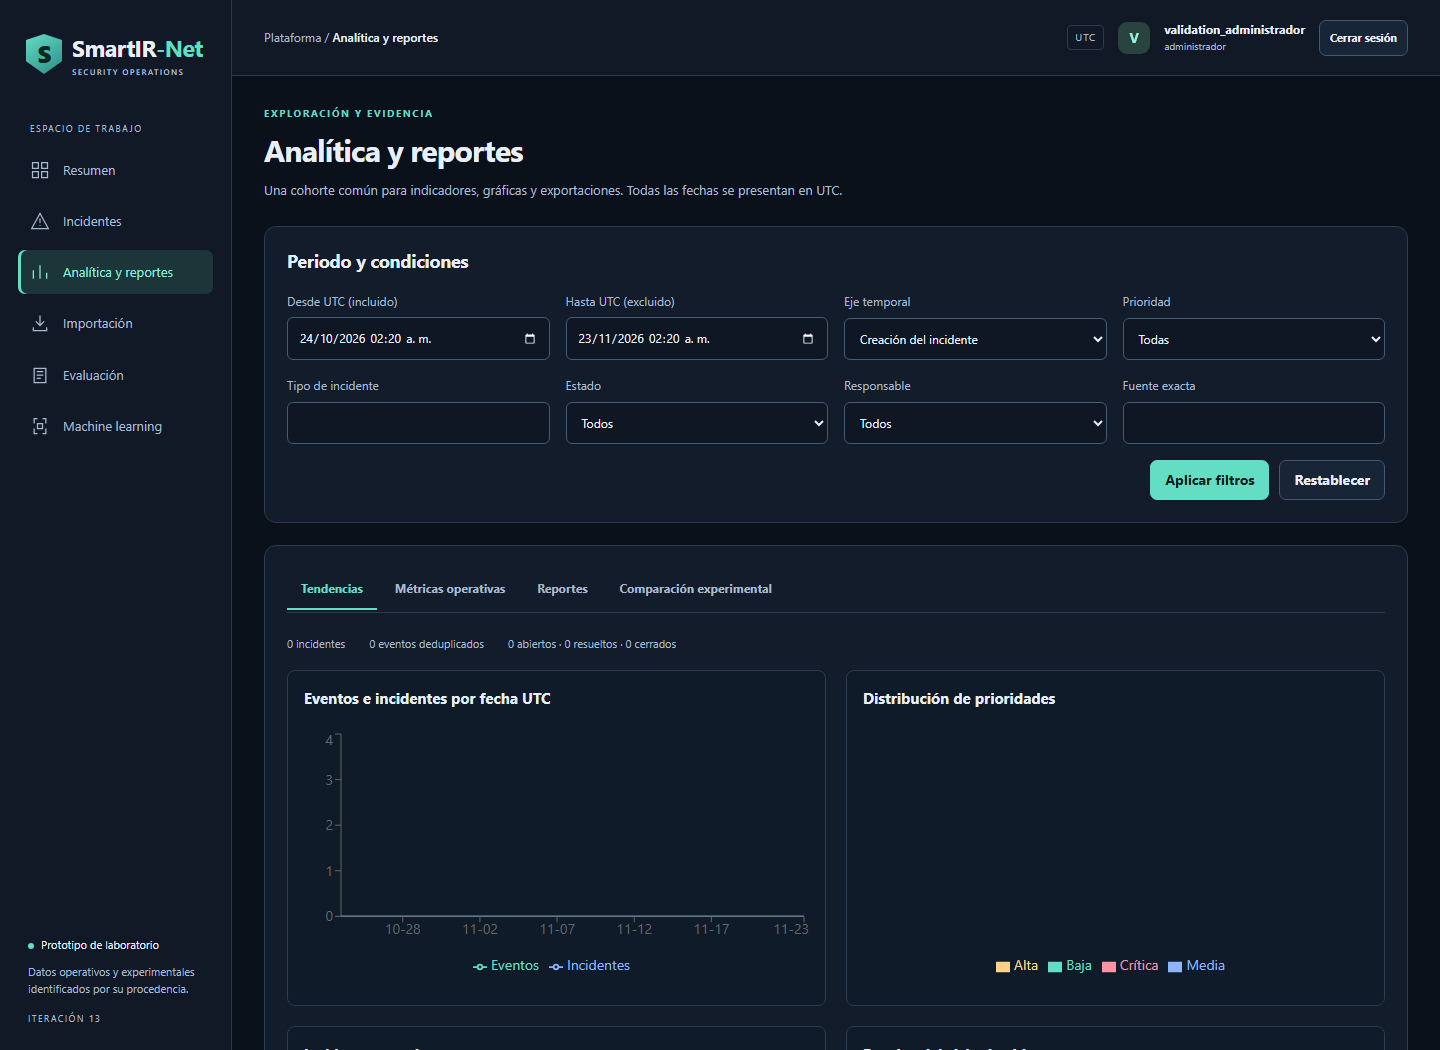 SmartIR-Net
SECURITY OPERATIONS
ESPACIO DE TRABAJO
Resumen
Incidentes
Analítica y reportes
Importación
Evaluación
Machine learning
Prototipo de laboratorio
Datos operativos y experimentales
identificados por su procedencia.
ITERACIÓN 13
Plataforma / Analítica y reportes
UTC
V
validation_administrador
administrador
Cerrar sesión
EXPLORACIÓN Y EVIDENCIA
Analítica y reportes
Una cohorte común para indicadores, gráficas y exportaciones. Todas las fechas se presentan en UTC.
Periodo y condiciones
Desde UTC (incluido)
Hasta UTC (excluido)
Eje temporal
Prioridad
24/10/2026 02:20 a. m.
23/11/2026 02:20 a. m.
Creación del incidente
Todas
Tipo de incidente
Estado
Responsable
Fuente exacta
Todos
Todos
Aplicar filtros
Restablecer
Tendencias
Métricas operativas
Reportes
Comparación experimental
0 incidentes
0 eventos deduplicados
0 abiertos · 0 resueltos · 0 cerrados
Eventos e incidentes por fecha UTC
4
3
2
1
0
10-28 11-02 11-07 11-12 11-17 11-23
Eventos Incidentes
Distribución de prioridades
Alta Baja Crítica Media